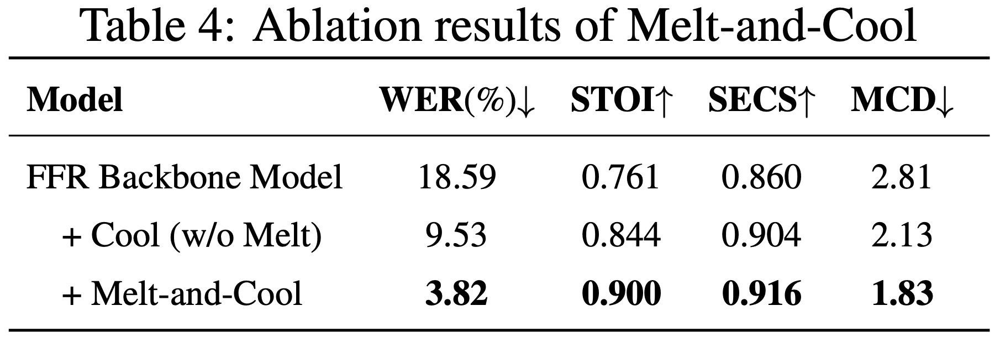 Table 4: Ablation results of Melt-and-Cool
Model WER(%)↓ STOI↑ SECS↑ MCD↓
FFR Backbone Model 18.59 0.761 0.860 2.81
+ Cool (w/o Melt) 9.53 0.844 0.904 2.13
+ Melt-and-Cool 3.82 0.900 0.916 1.83